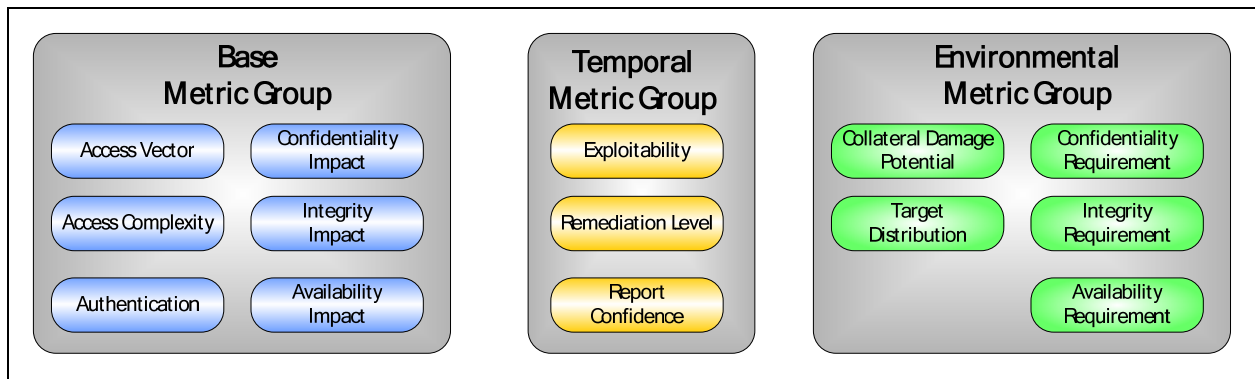 Base
Metric Group
Access Vector
Confidentiality
Impact
Access Complexity
Integrity
Impact
Authentication
Availability
Impact
Temporal
Metric Group
Exploitability
Remediation Level
Report
Confidence
Environmental
Metric Group
Collateral Damage
Potential
Confidentiality
Requirement
Target
Distribution
Integrity
Requirement
Availability
Requirement